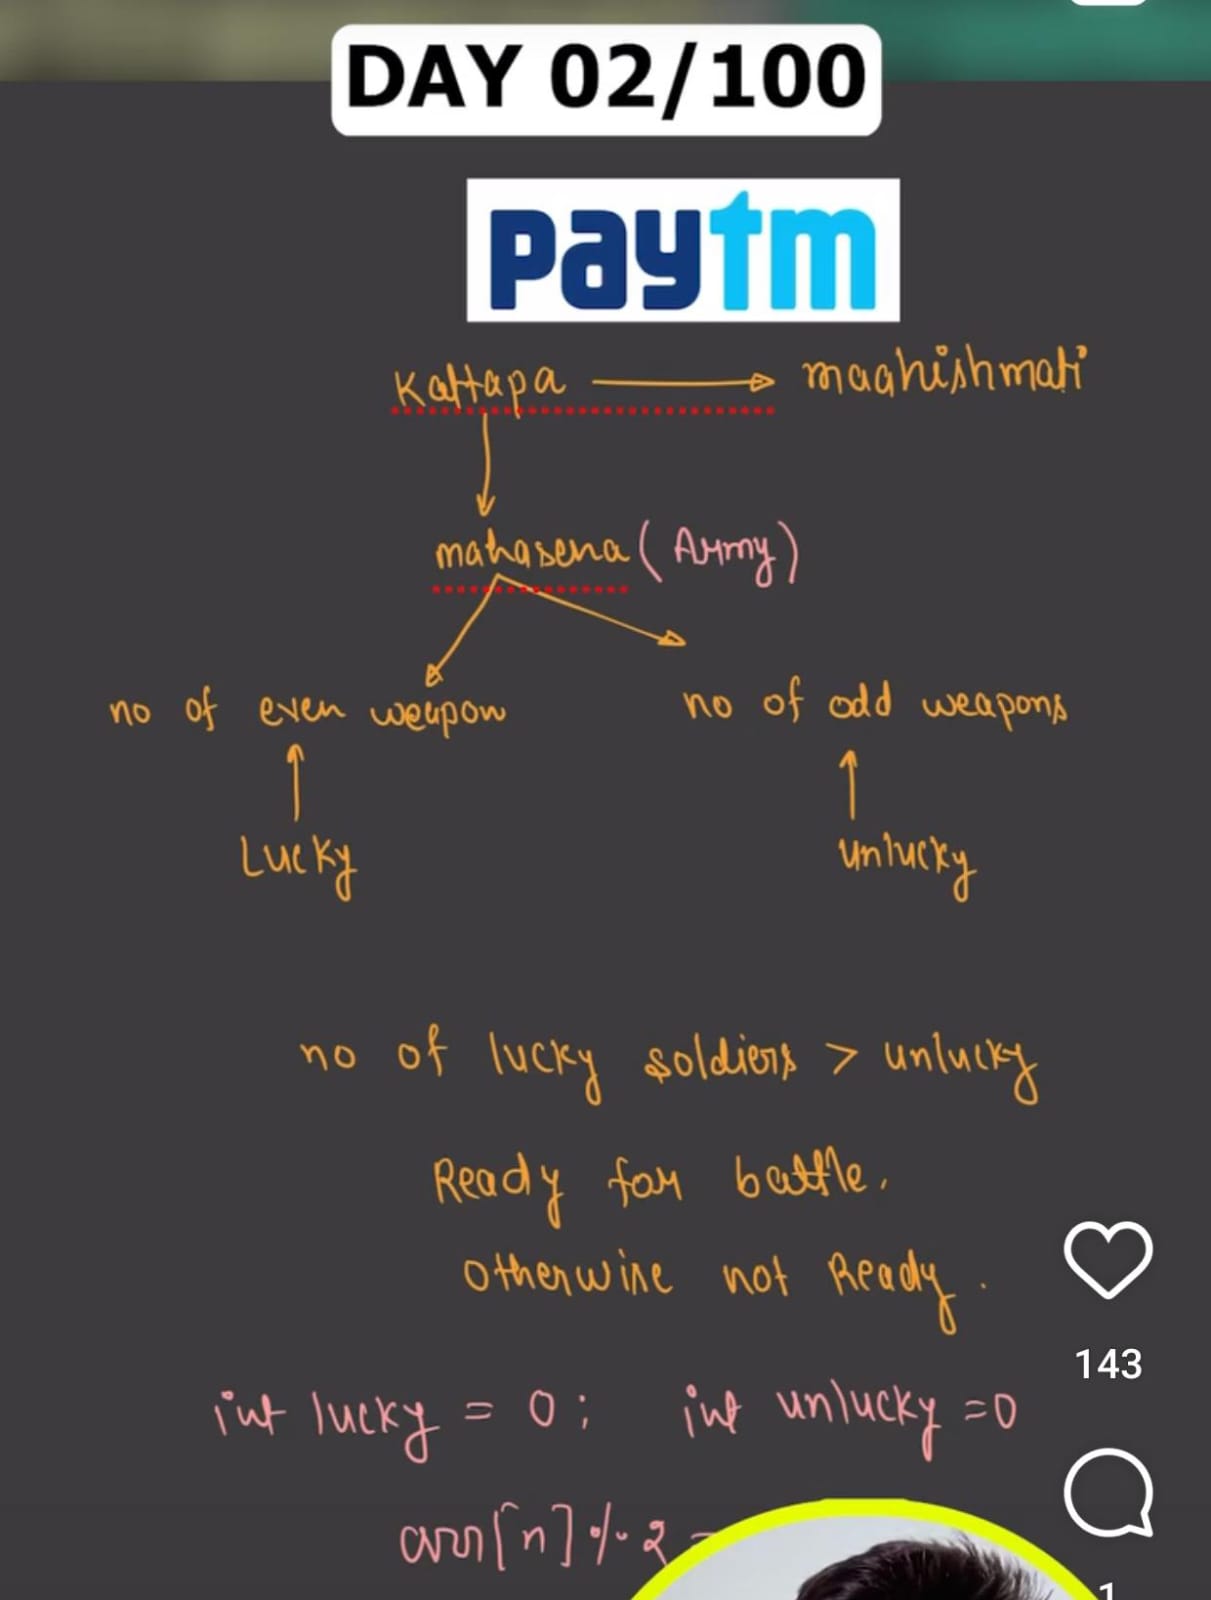 DAY 02/100
paytm
Kattapa → maahishmati
mahasena (Army)
no of even weapon no of odd weapons
Lucky unlucky
no of lucky soldiers > unlucky
Ready for battle.
otherwise not Ready.
143
int lucky = 0; int unlucky =0
arr[n] % 2 =
1